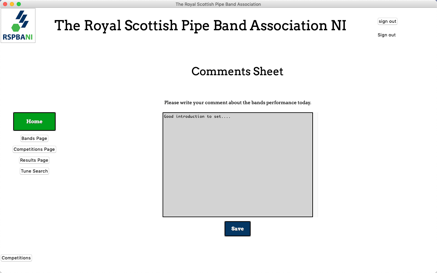 The Royal Scottish Pipe Band Association
RSPBANI
The Royal Scottish Pipe Band Association NI
sign out
Sign out
Comments Sheet
Please write your comment about the bands performance today.
Good introduction to set....
Home
Bands Page
Competitions Page
Results Page
Tune Search
Save
Competitions